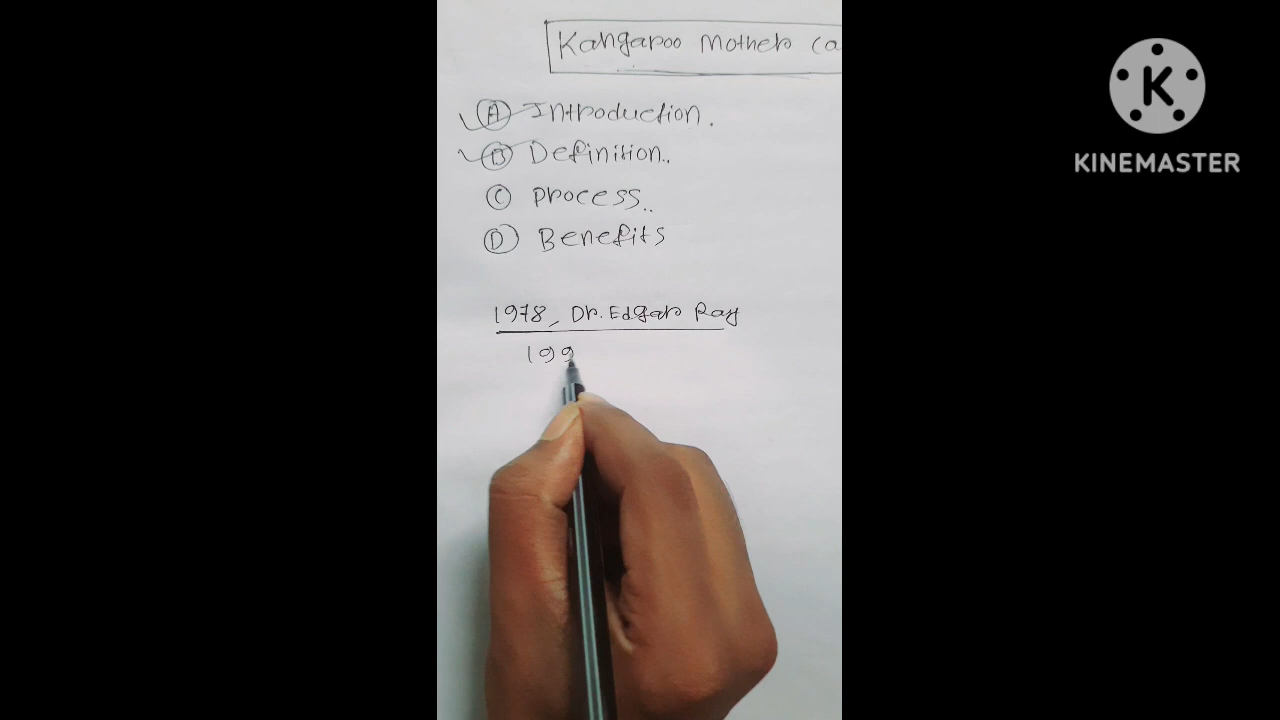 Kangaroo Mother Ca
A Introduction.
B Definition..
C Process..
D Benefits
1978, Dr. Edgar Ray
199
K
KINEMASTER